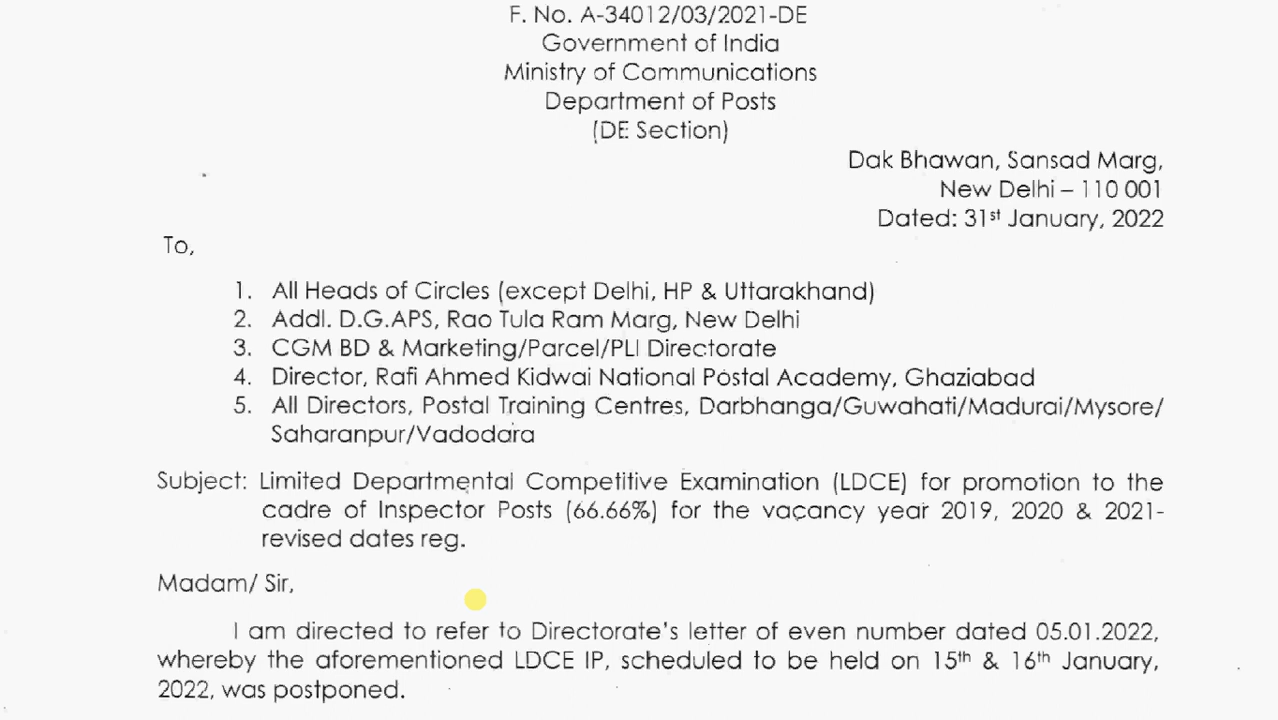 F. No. A-34012/03/2021-DE
Government of India
Ministry of Communications
Department of Posts
(DE Section)
Dak Bhawan, Sansad Marg,
New Delhi – 110 001
Dated: 31st January, 2022
To,
1. All Heads of Circles (except Delhi, HP & Uttarakhand)
2. Addl. D.G.APS, Rao Tula Ram Marg, New Delhi
3. CGM BD & Marketing/Parcel/PLI Directorate
4. Director, Rafi Ahmed Kidwai National Postal Academy, Ghaziabad
5. All Directors, Postal Training Centres, Darbhanga/Guwahati/Madurai/Mysore/
Saharanpur/Vadodara
Subject: Limited Departmental Competitive Examination (LDCE) for promotion to the
cadre of Inspector Posts (66.66%) for the vacancy year 2019, 2020 & 2021-
revised dates reg.
Madam/ Sir,
I am directed to refer to Directorate's letter of even number dated 05.01.2022,
whereby the aforementioned LDCE IP, scheduled to be held on 15th & 16th January,
2022, was postponed.